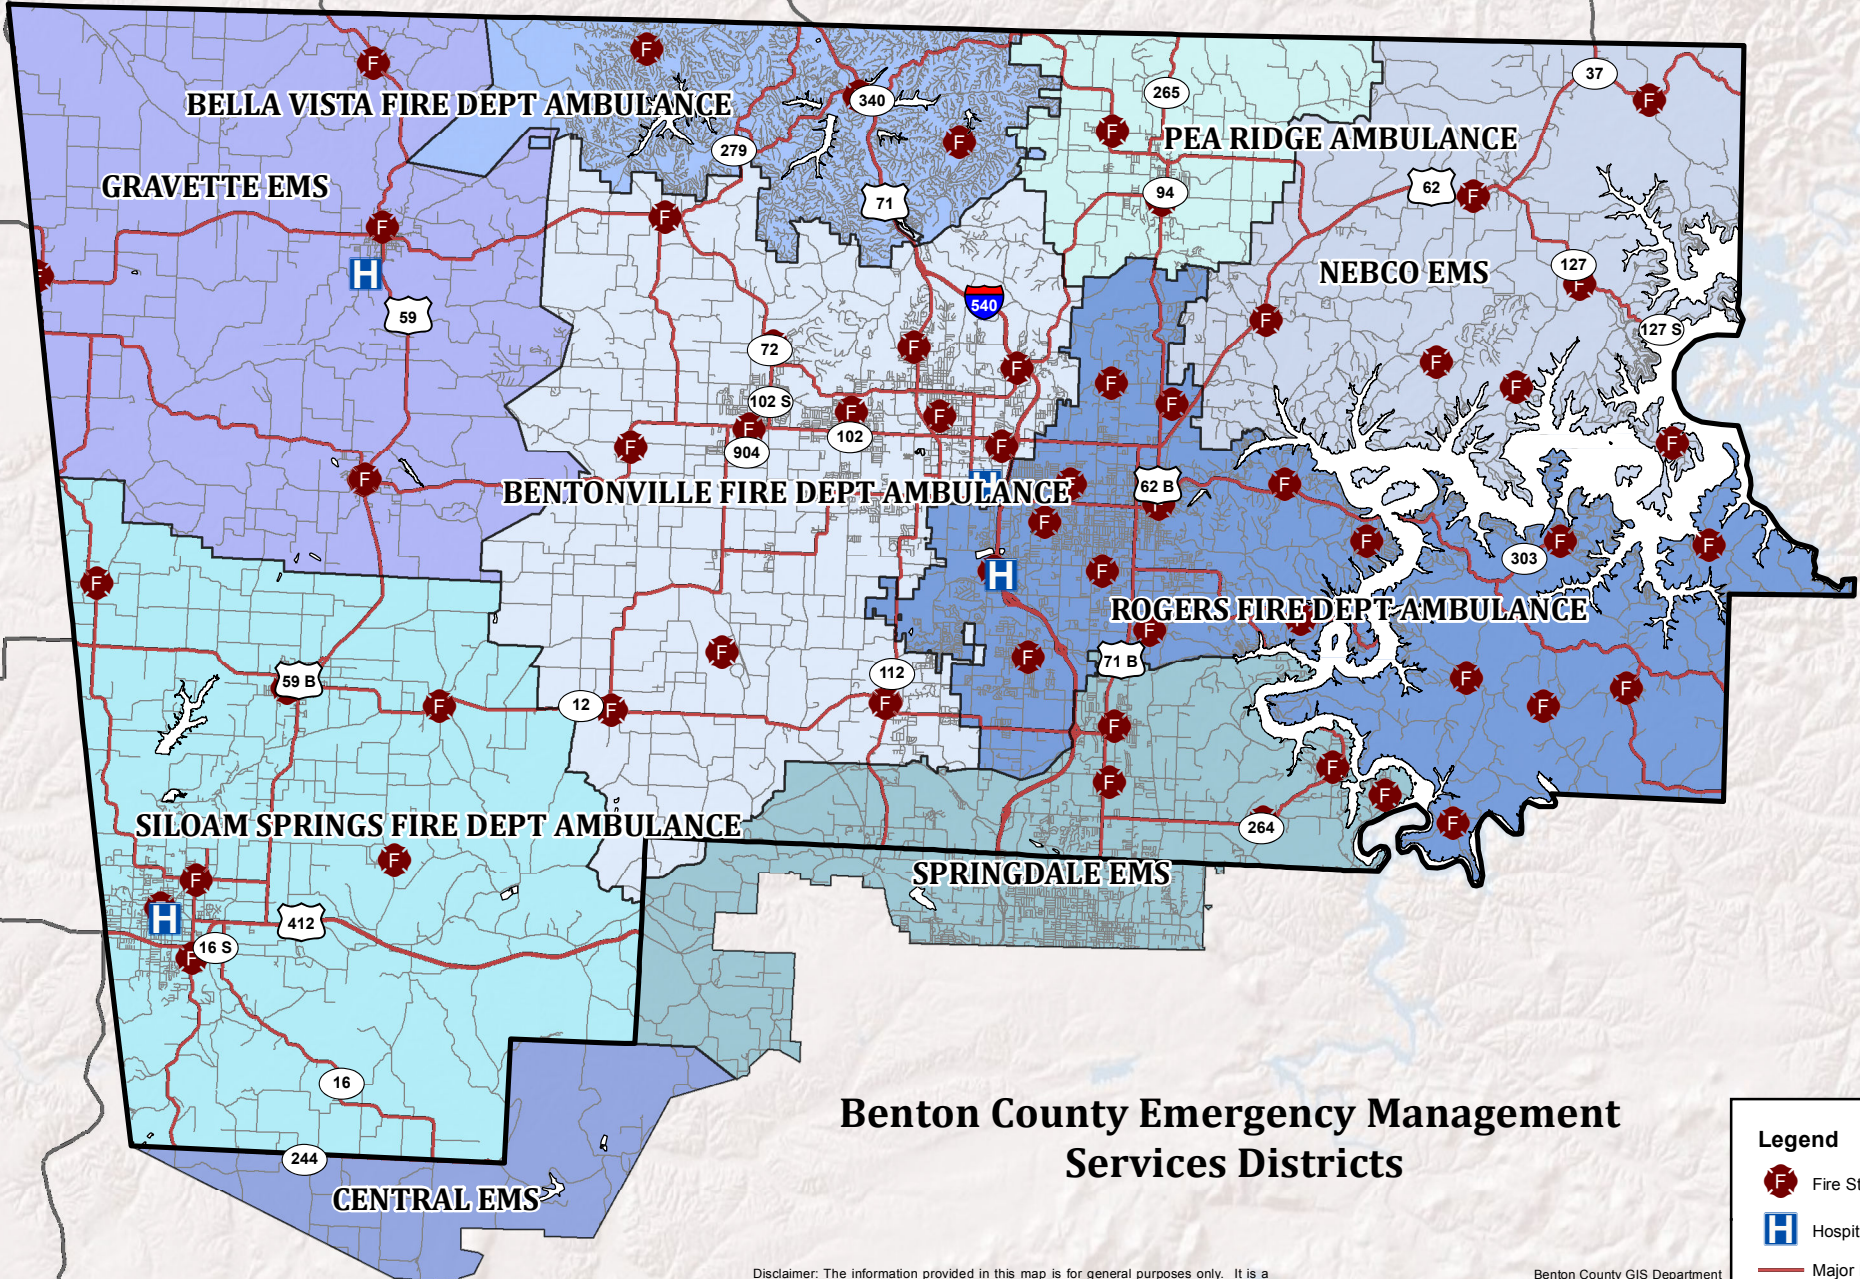 37
340
265
BELLA VISTA FIRE DEPT AMBULANCE
PEA RIDGE AMBULANCE
279
GRAVETTE EMS
62
94
71
127
NEBCO EMS
H
540
59
127 S
72
102 S
102
904
62 B
BENTONVILLE FIRE DEPT AMBULANCE
303
H
ROGERS FIRE DEPT AMBULANCE
71 B
112
59 B
12
SILOAM SPRINGS FIRE DEPT AMBULANCE
264
SPRINGDALE EMS
H
412
16 S
16
Benton County Emergency Management
Services Districts
244
CENTRAL EMS
Legend
F Fire
H
Major
Disclaimer: The information provided in this map is for general purposes only. It is a
Benton County GIS Department